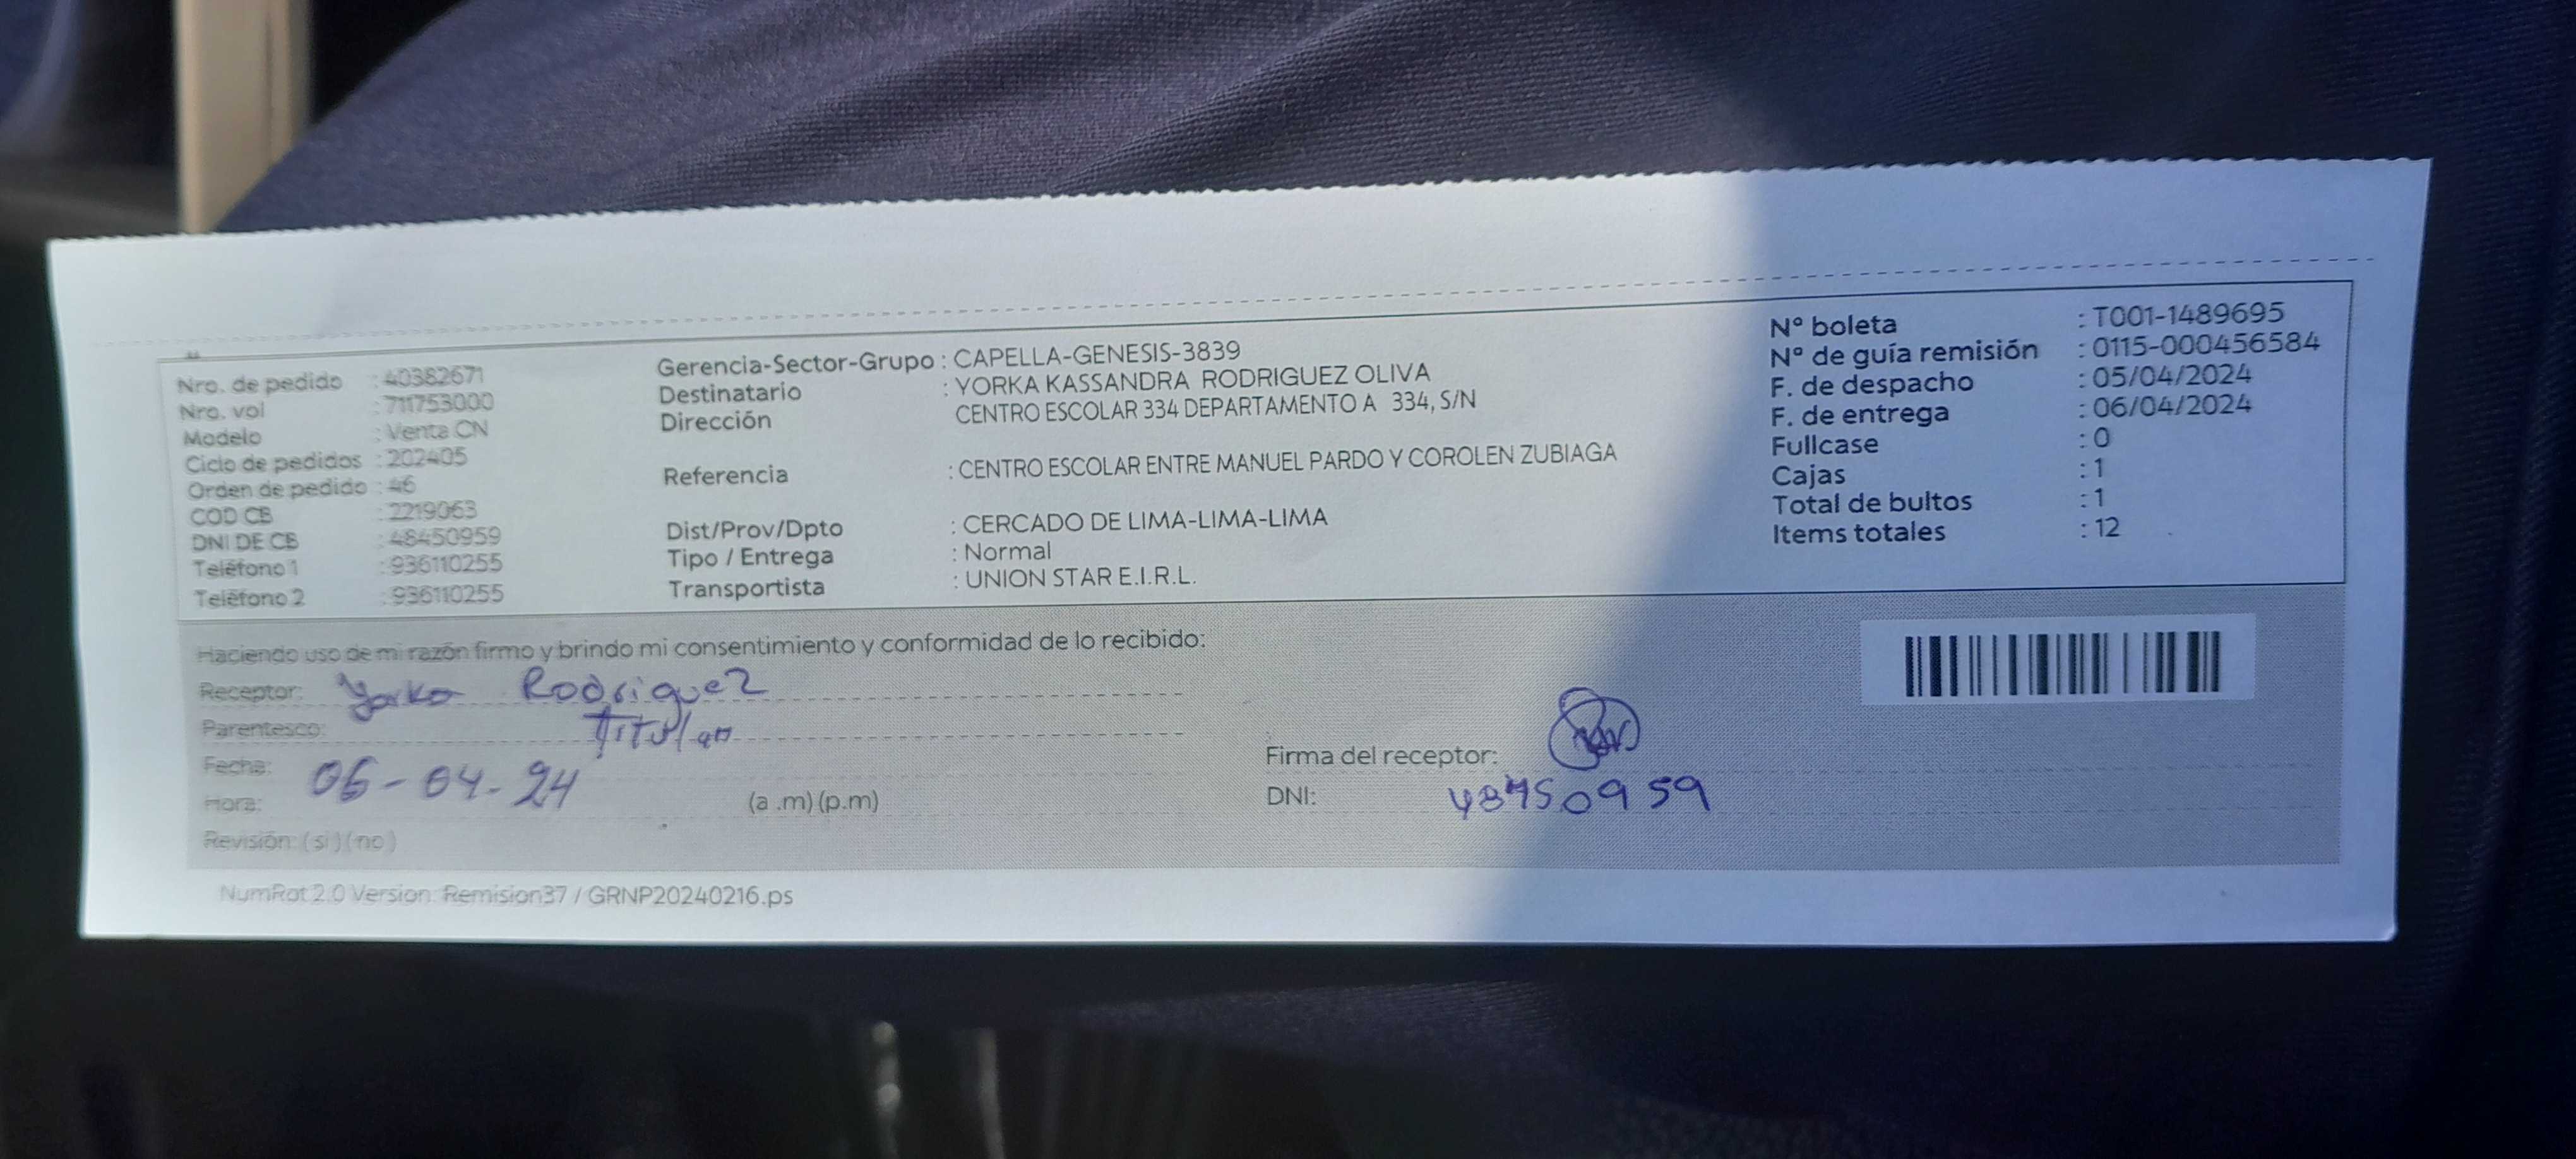 Nro. de pedido : 40382671
Nro. vol : 711753000
Modelo : Venta CN
Ciclo de pedidos : 202405
Orden de pedido : 46
COD CB : 2219063
DNI DE CB : 48450959
Teléfono 1 : 936110255
Teléfono 2 : 936110255
Gerencia-Sector-Grupo : CAPELLA-GENESIS-3839
Destinatario : YORKA KASSANDRA RODRIGUEZ OLIVA
Dirección CENTRO ESCOLAR 334 DEPARTAMENTO A 334, S/N
Referencia : CENTRO ESCOLAR ENTRE MANUEL PARDO Y COROLEN ZUBIAGA
Dist/Prov/Dpto : CERCADO DE LIMA-LIMA-LIMA
Tipo / Entrega : Normal
Transportista : UNION STAR E.I.R.L.
N° boleta : T001-1489695
N° de guía remisión : 0115-000456584
F. de despacho : 05/04/2024
F. de entrega : 06/04/2024
Fullcase : 0
Cajas : 1
Total de bultos : 1
Items totales : 12
Haciendo uso de mi razón firmo y brindo mi consentimiento y conformidad de lo recibido:
Receptor: Yorka Rodriguez
Parentesco: Titular
Fecha: 06-04-24
Hora: (a .m) (p.m)
Revisión: ( si ) ( no )
Firma del receptor:
DNI: 48450959
NumRot 2.0 Version: Remision37 / GRNP20240216.ps